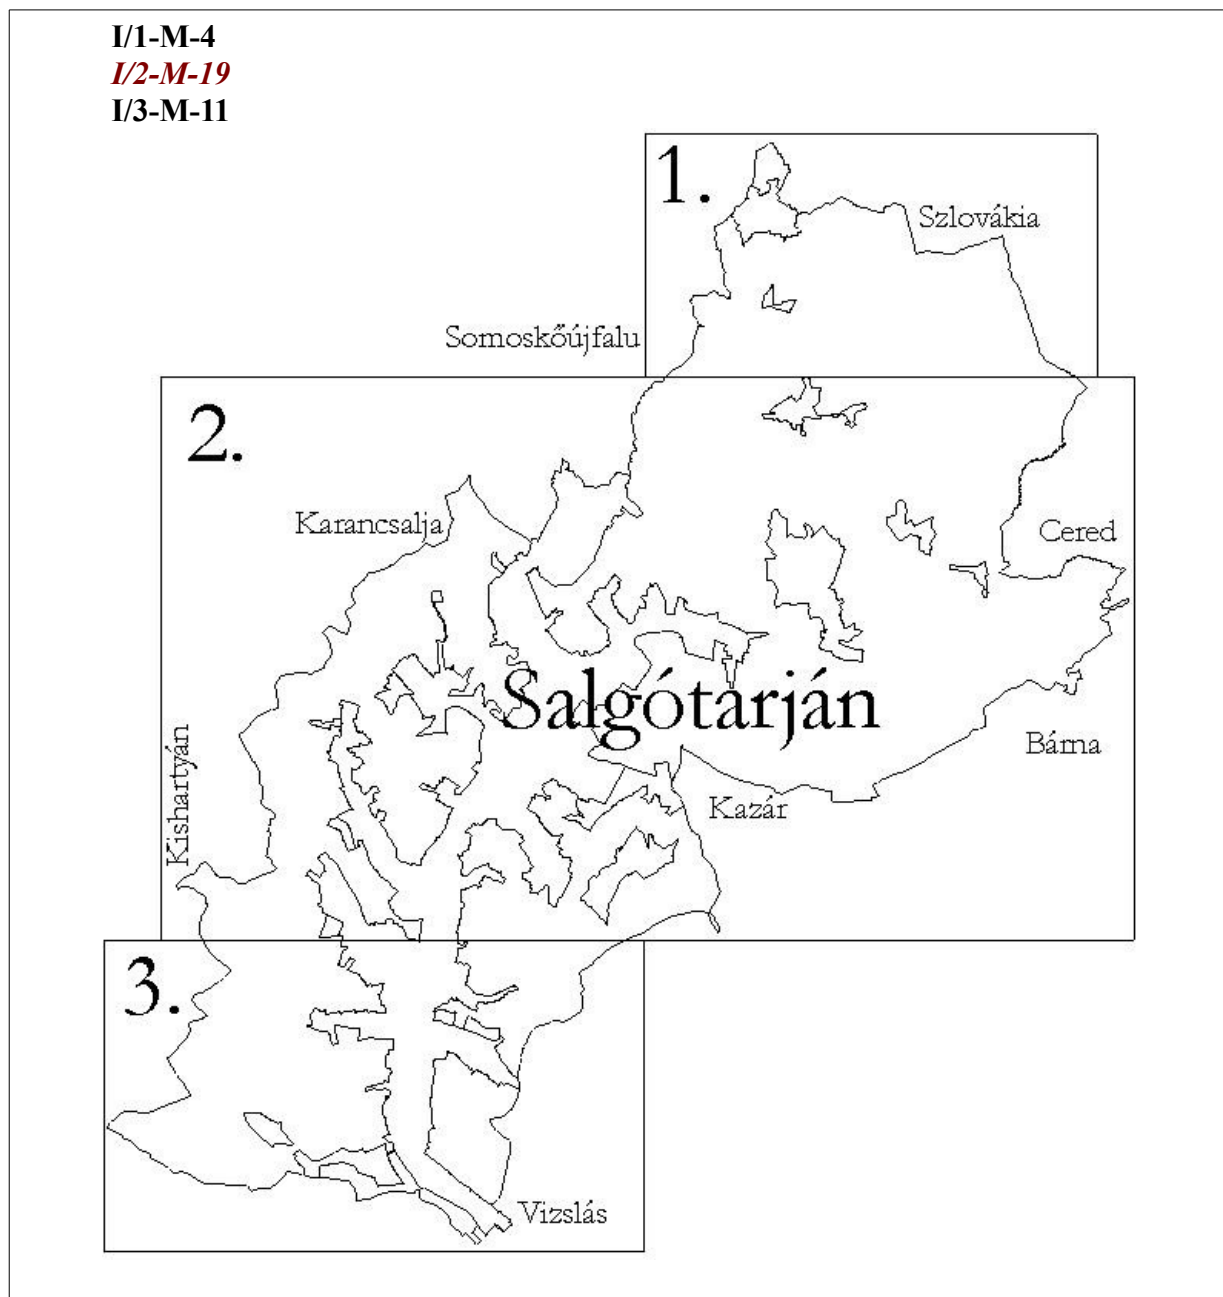 I/1-M-4
I/2-M-19
I/3-M-11
1.
Szlovákia
Somoskőújfalu
2.
Karancsalja
Cered
Salgótarján
Bárna
Kishartyán
Kazár
3.
Vizslás